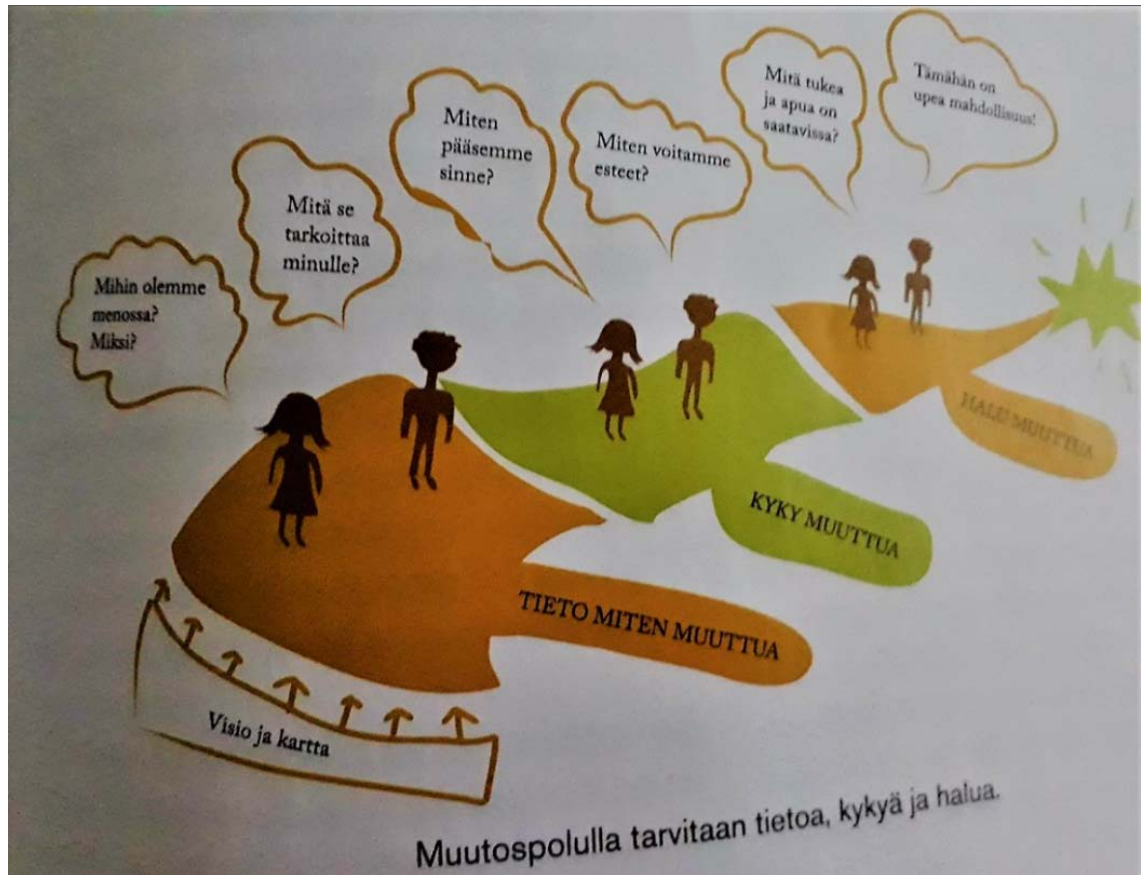 Mihin olemme
menossa?
Miksi?
Mitä se
tarkoittaa
minulle?
Miten
pääsemme
sinne?
Miten voitamme
esteet?
Mitä tukea
ja apua on
saatavissa?
Tämähän on
upea mahdollisuus!
HALU MUUTTUA
KYKY MUUTTUA
TIETO MITEN MUUTTUA
Visio ja kartta
Muutospolulla tarvitaan tietoa, kykyä ja halua.